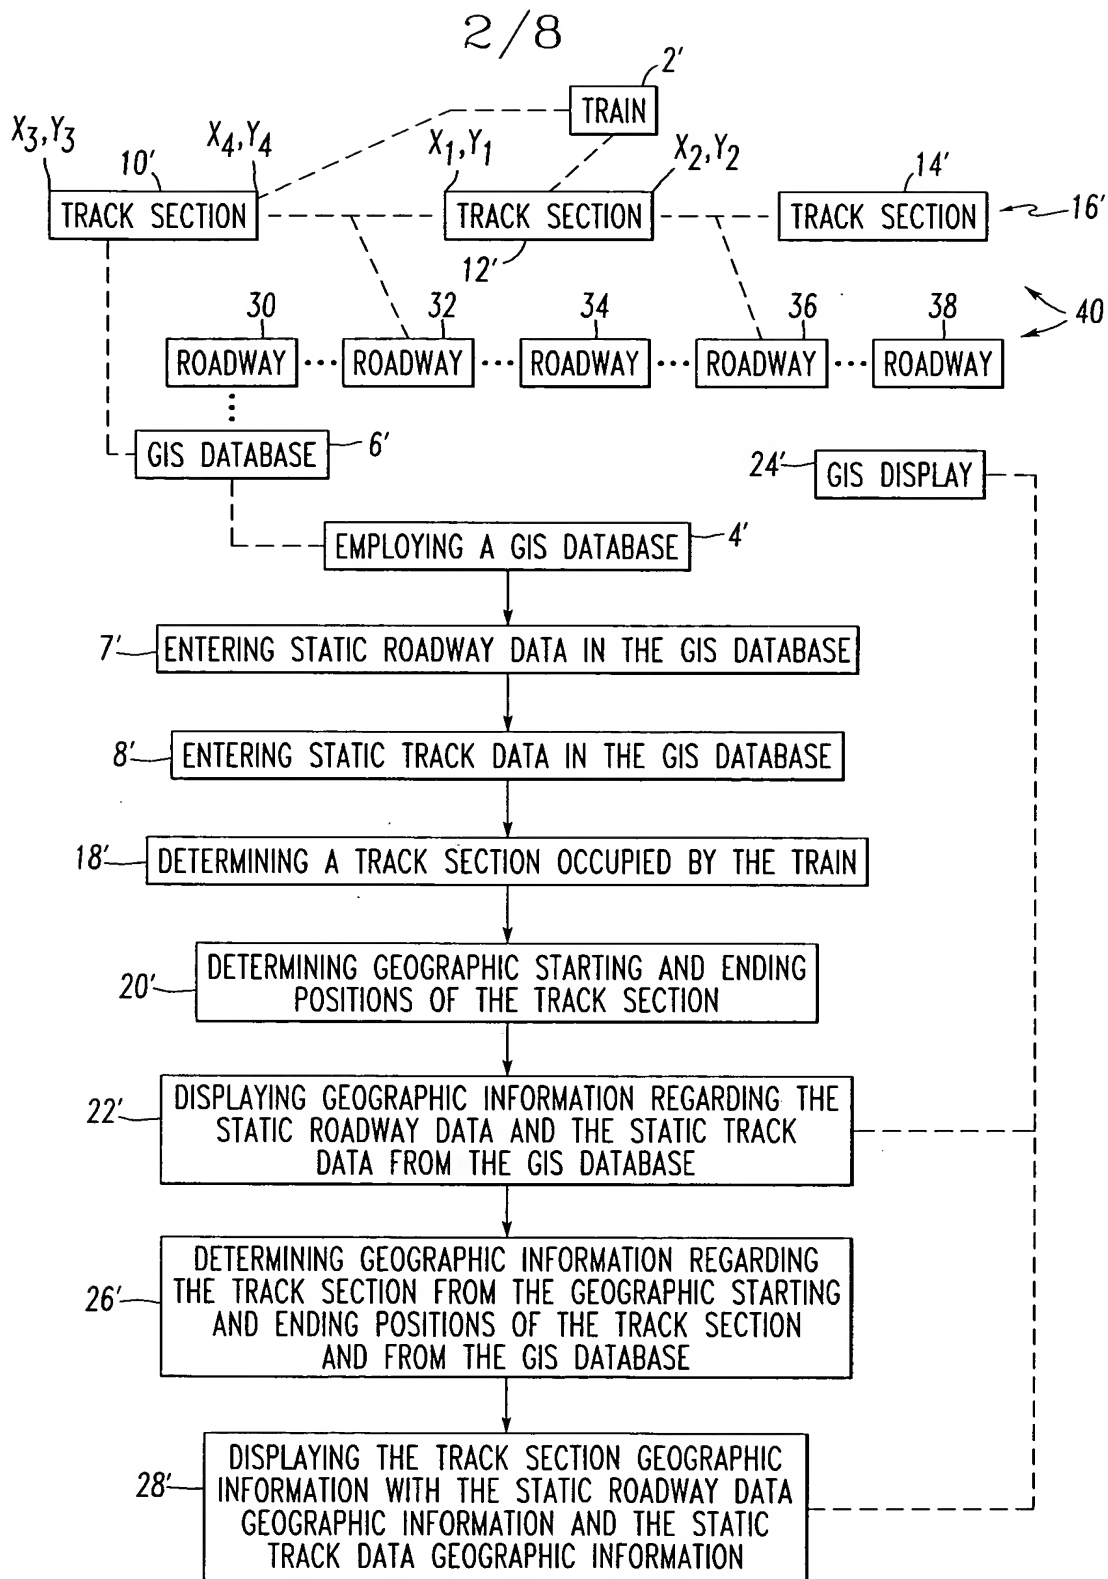 2/8
2'
TRAIN
X3,Y3
10'
X4,Y4
X1,Y1
X2,Y2
14'
TRACK SECTION
TRACK SECTION
TRACK SECTION
16'
12'
30
32
34
36
38
40
ROADWAY
ROADWAY
ROADWAY
ROADWAY
ROADWAY
GIS DATABASE
6'
24'
GIS DISPLAY
EMPLOYING A GIS DATABASE
4'
7'
ENTERING STATIC ROADWAY DATA IN THE GIS DATABASE
8'
ENTERING STATIC TRACK DATA IN THE GIS DATABASE
18'
DETERMINING A TRACK SECTION OCCUPIED BY THE TRAIN
20'
DETERMINING GEOGRAPHIC STARTING AND ENDING
POSITIONS OF THE TRACK SECTION
22'
DISPLAYING GEOGRAPHIC INFORMATION REGARDING THE
STATIC ROADWAY DATA AND THE STATIC TRACK
DATA FROM THE GIS DATABASE
26'
DETERMINING GEOGRAPHIC INFORMATION REGARDING
THE TRACK SECTION FROM THE GEOGRAPHIC STARTING
AND ENDING POSITIONS OF THE TRACK SECTION
AND FROM THE GIS DATABASE
28'
DISPLAYING THE TRACK SECTION GEOGRAPHIC
INFORMATION WITH THE STATIC ROADWAY DATA
GEOGRAPHIC INFORMATION AND THE STATIC
TRACK DATA GEOGRAPHIC INFORMATION